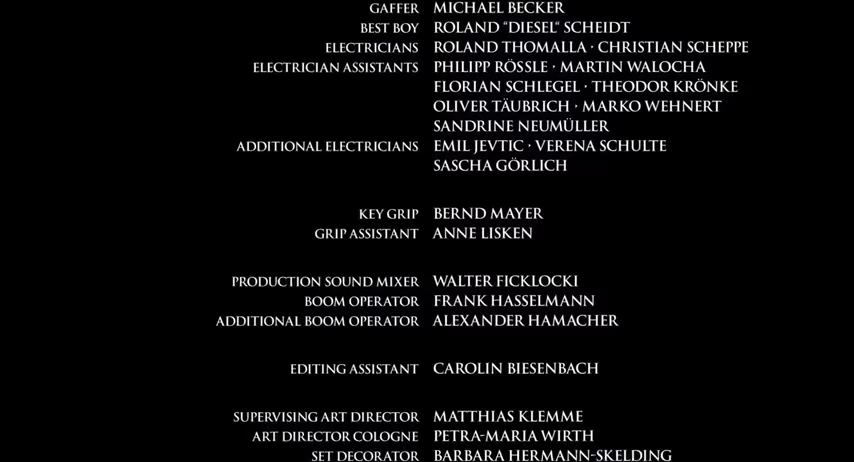 GAFFER MICHAEL BECKER
BEST BOY ROLAND "DIESEL" SCHEIDT
ELECTRICIANS ROLAND THOMALLA · CHRISTIAN SCHEPPE
ELECTRICIAN ASSISTANTS PHILIPP RÖSSLE · MARTIN WALOCHA
FLORIAN SCHLEGEL · THEODOR KRÖNKE
OLIVER TÄUBRICH · MARKO WEHNERT
SANDRINE NEUMÜLLER
ADDITIONAL ELECTRICIANS EMIL JEVTIC · VERENA SCHULTE
SASCHA GÖRLICH
KEY GRIP BERND MAYER
GRIP ASSISTANT ANNE LISKEN
PRODUCTION SOUND MIXER WALTER FICKLOCKI
BOOM OPERATOR FRANK HASSELMANN
ADDITIONAL BOOM OPERATOR ALEXANDER HAMACHER
EDITING ASSISTANT CAROLIN BIESENBACH
SUPERVISING ART DIRECTOR MATTHIAS KLEMME
ART DIRECTOR COLOGNE PETRA-MARIA WIRTH
SET DECORATOR BARBARA HERMANN-SKELDING